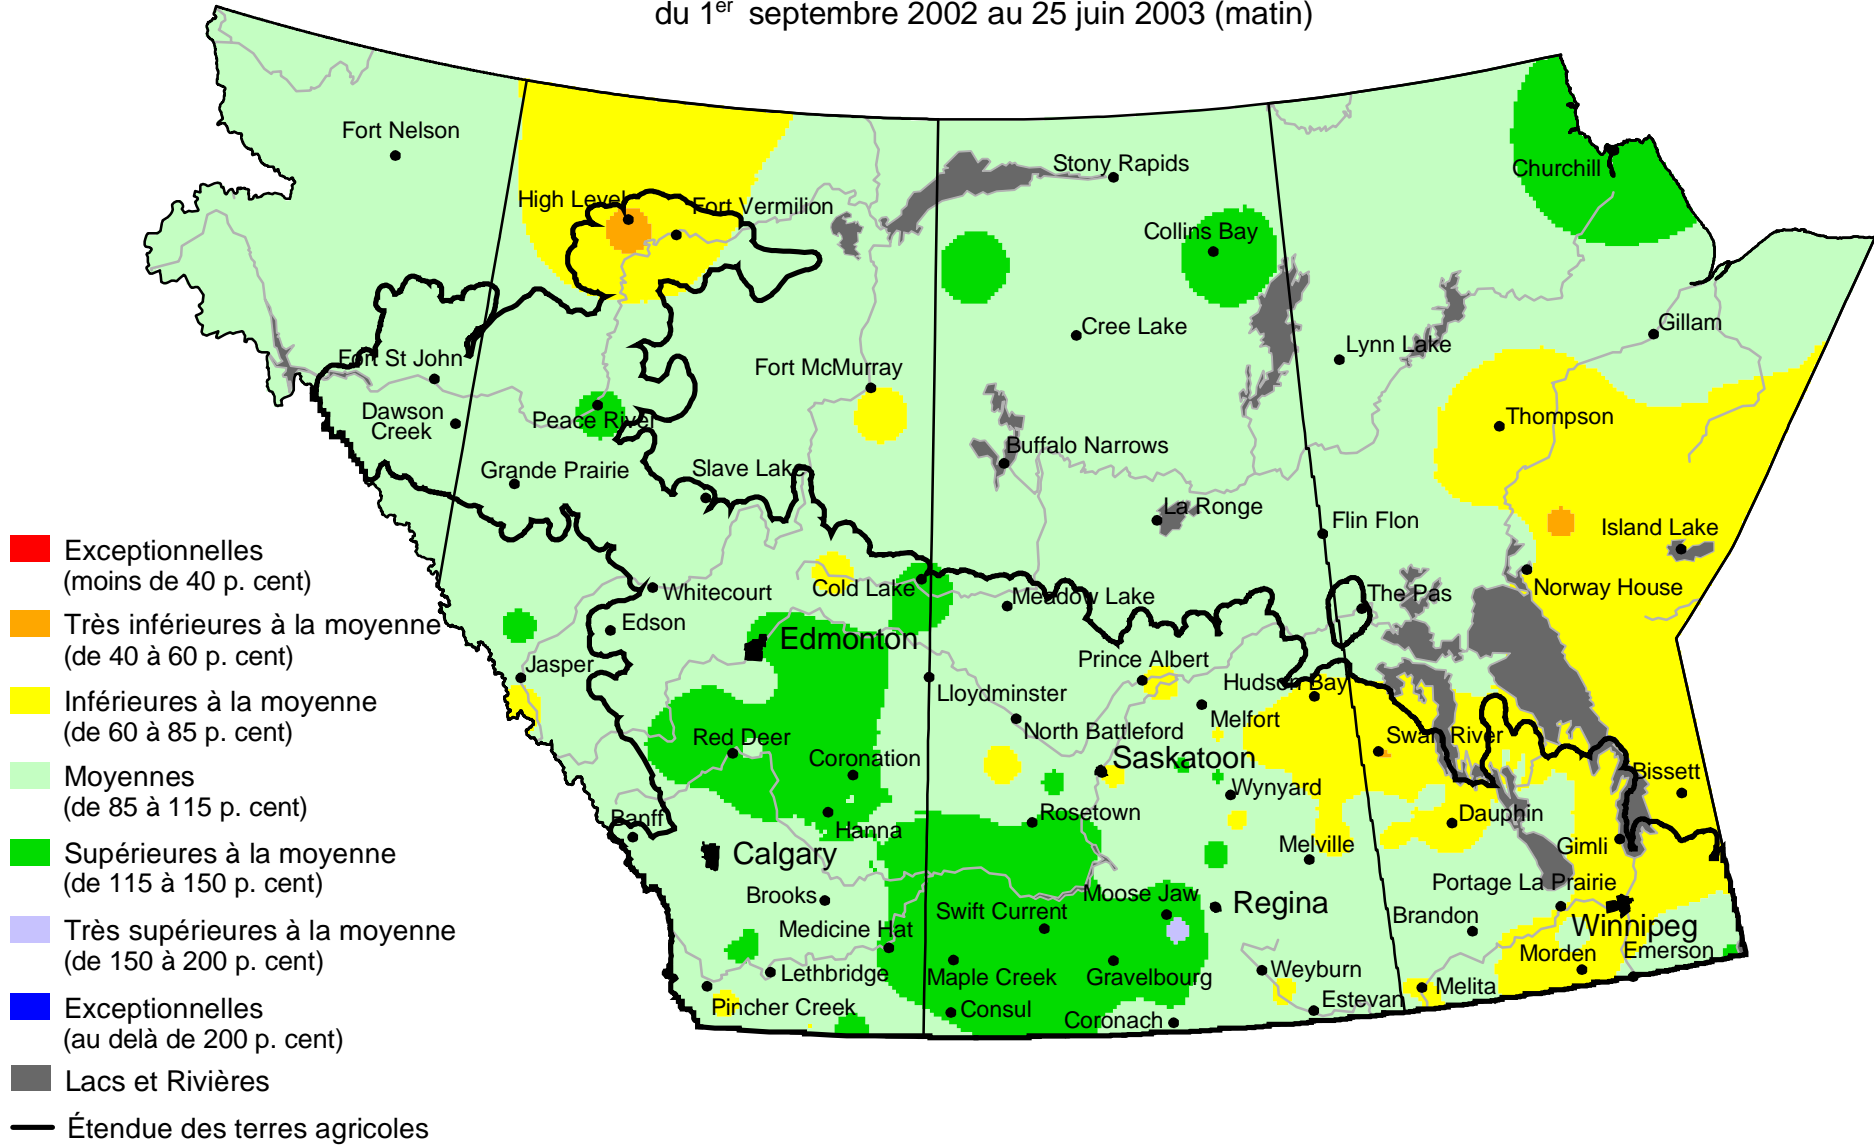 du 1er septembre 2002 au 25 juin 2003 (matin)
Fort Nelson
Stony Rapids
Churchill
High Level
Fort Vermilion
Collins Bay
Cree Lake
Gillam
Lynn Lake
Fort St John
Fort McMurray
Dawson
Creek
Peace River
Thompson
Buffalo Narrows
Grande Prairie
Slave Lake
La Ronge
Flin Flon
Island Lake
Whitecourt
Cold Lake
Meadow Lake
The Pas
Norway House
Edson
Edmonton
Jasper
Prince Albert
Hudson Bay
Lloydminster
Melfort
North Battleford
Red Deer
Coronation
Saskatoon
Swan River
Bissett
Wynyard
Banff
Hanna
Rosetown
Dauphin
Calgary
Melville
Gimli
Brooks
Moose Jaw
Portage La Prairie
Swift Current
Regina
Brandon
Medicine Hat
Winnipeg
Lethbridge
Maple Creek
Gravelbourg
Weyburn
Morden
Emerson
Pincher Creek
Consul
Coronach
Estevan
Melita
Exceptionnelles
(moins de 40 p. cent)
Très inférieures à la moyenne
(de 40 à 60 p. cent)
Inférieures à la moyenne
(de 60 à 85 p. cent)
Moyennes
(de 85 à 115 p. cent)
Supérieures à la moyenne
(de 115 à 150 p. cent)
Très supérieures à la moyenne
(de 150 à 200 p. cent)
Exceptionnelles
(au delà de 200 p. cent)
Lacs et Rivières
Étendue des terres agricoles